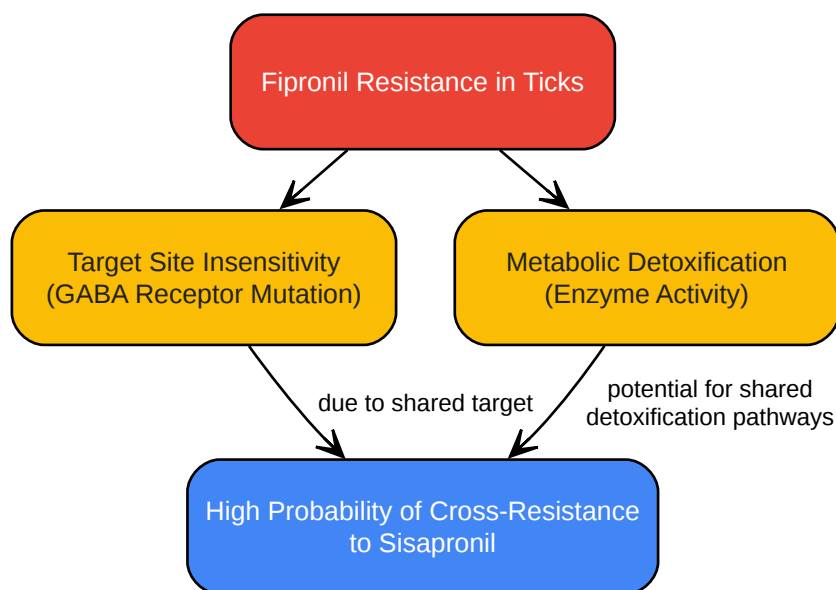 Fipronil Resistance in Ticks
Target Site Insensitivity
(GABA Receptor Mutation)
Metabolic Detoxification
(Enzyme Activity)
due to shared target
potential for shared
detoxification pathways
High Probability of Cross-Resistance
to Sisapronil